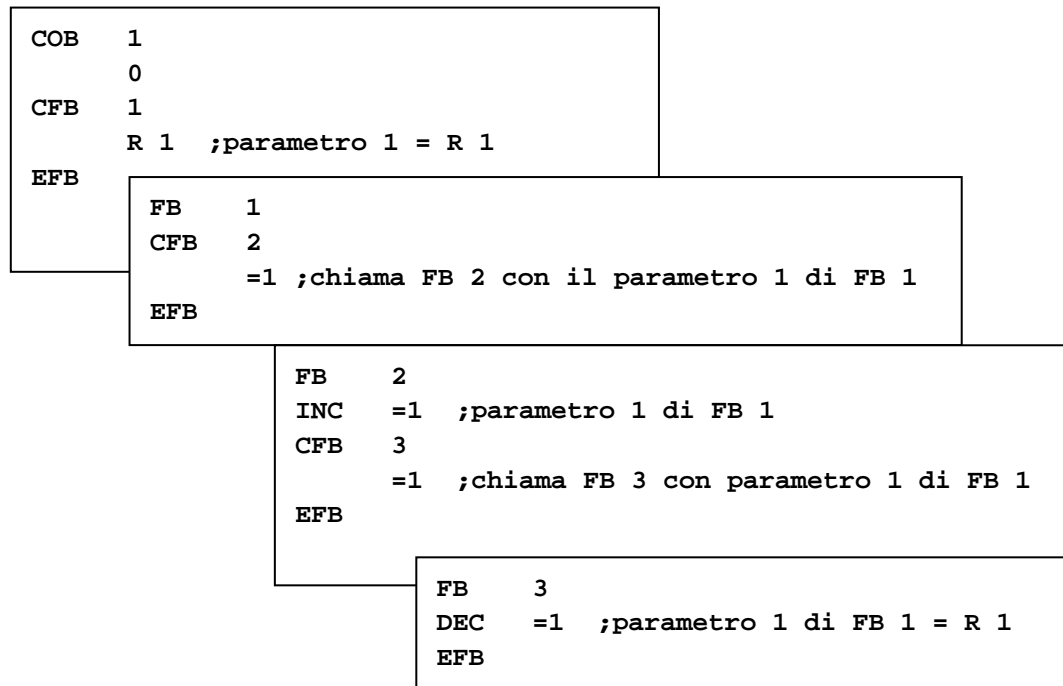 COB 1
0
CFB 1
R 1 ;parametro 1 = R 1
EFB
FB 1
CFB 2
=1 ;chiama FB 2 con il parametro 1 di FB 1
EFB
FB 2
INC =1 ;parametro 1 di FB 1
CFB 3
=1 ;chiama FB 3 con parametro 1 di FB 1
EFB
FB 3
DEC =1 ;parametro 1 di FB 1 = R 1
EFB